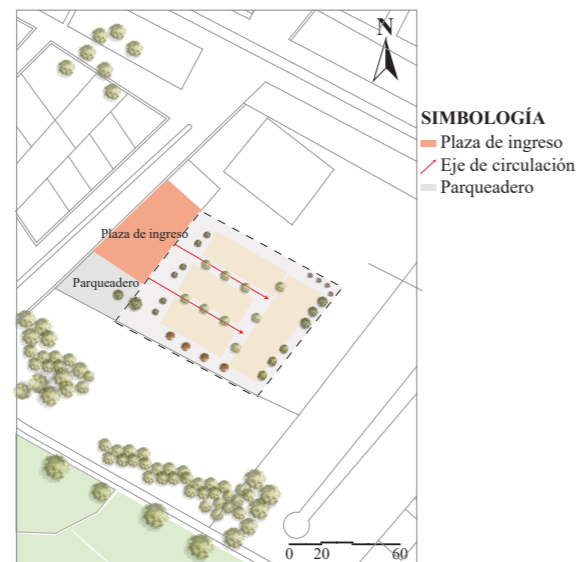 N
SIMBOLOGÍA
Plaza de ingreso
Eje de circulación
Parqueadero
Plaza de ingreso
Parqueadero
0 20 60